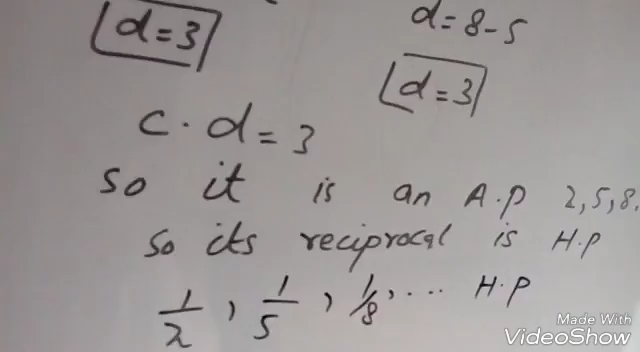 d=3
d=8-5
d=3
c.d=3
so it is an A.P 2,5,8.
so its reciprocal is H.P
1/2, 1/5, 1/8, ... H.P
Made With
VideoShow